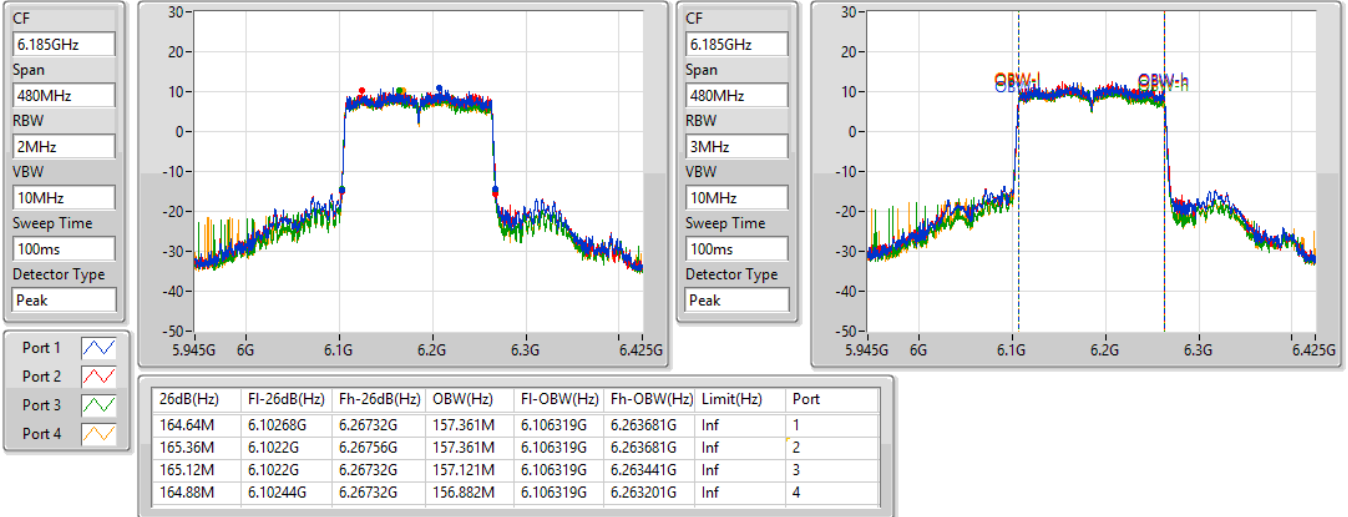 CF
6.185GHz
Span
480MHz
RBW
2MHz
VBW
10MHz
Sweep Time
100ms
Detector Type
Peak
30
20
10
0
-10
-20
-30
-40
-50
5.945G 6G 6.1G 6.2G 6.3G 6.425G
CF
6.185GHz
Span
480MHz
RBW
3MHz
VBW
10MHz
Sweep Time
100ms
Detector Type
Peak
30
20
10
0
-10
-20
-30
-40
-50
OBW-l OBW-h
5.945G 6G 6.1G 6.2G 6.3G 6.425G
Port 1
Port 2
Port 3
Port 4
26dB(Hz) Fl-26dB(Hz) Fh-26dB(Hz) OBW(Hz) Fl-OBW(Hz) Fh-OBW(Hz) Limit(Hz) Port
164.64M 6.10268G 6.26732G 157.361M 6.106319G 6.263681G Inf 1
165.36M 6.1022G 6.26756G 157.361M 6.106319G 6.263681G Inf 2
165.12M 6.1022G 6.26732G 157.121M 6.106319G 6.263441G Inf 3
164.88M 6.10244G 6.26732G 156.882M 6.106319G 6.263201G Inf 4